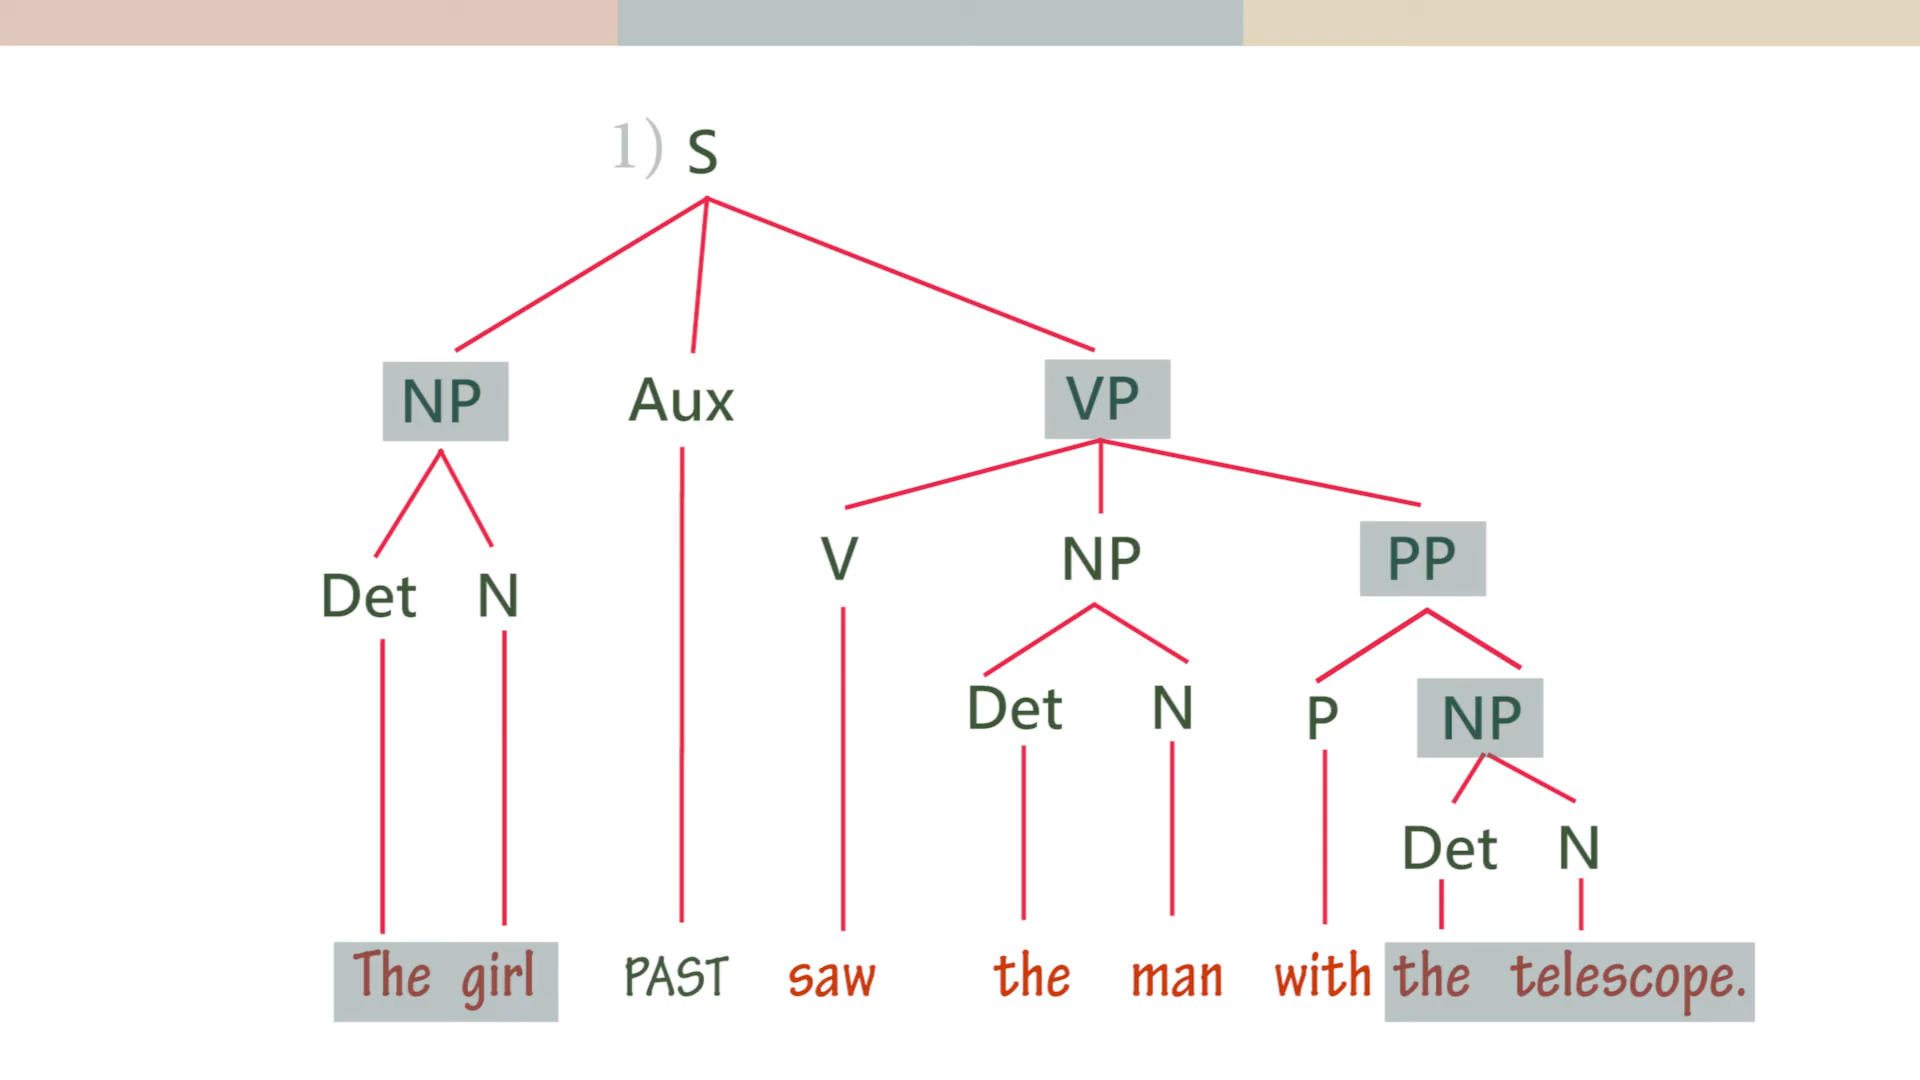 1) S
NP Aux VP
V NP PP
Det N
Det N P NP
Det N
The girl PAST saw the man with the telescope.